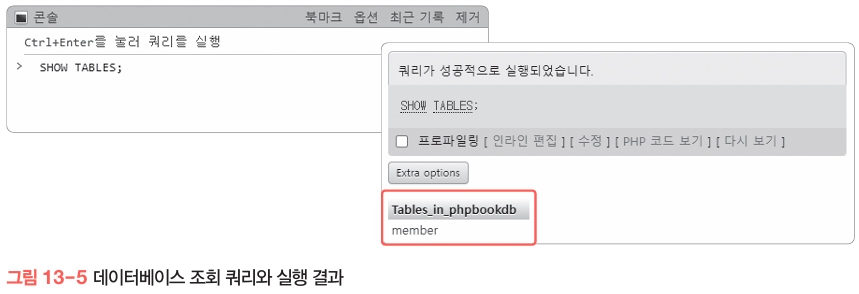 콘솔 북마크 옵션 최근 기록 제거
Ctrl+Enter를 눌러 쿼리를 실행
> SHOW TABLES;
쿼리가 성공적으로 실행되었습니다.
SHOW TABLES;
프로파일링 [ 인라인 편집 ] [ 수정 ] [ PHP 코드 보기 ] [ 다시 보기 ]
Extra options
Tables_in_phpbookdb
member
그림 13-5 데이터베이스 조회 쿼리와 실행 결과